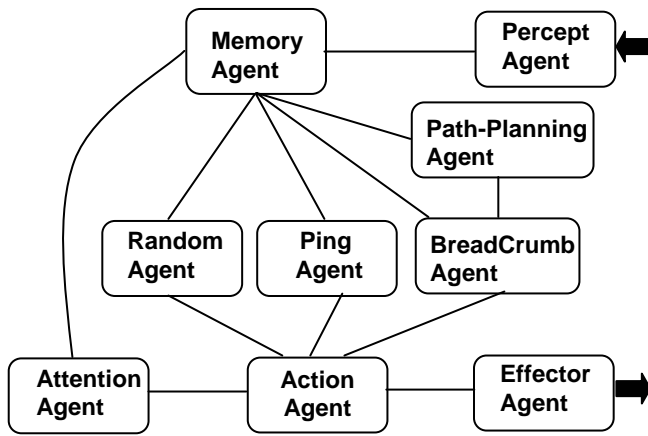 Memory
Agent
Percept
Agent
Path-Planning
Agent
Random
Agent
Ping
Agent
BreadCrumb
Agent
Attention
Agent
Action
Agent
Effector
Agent